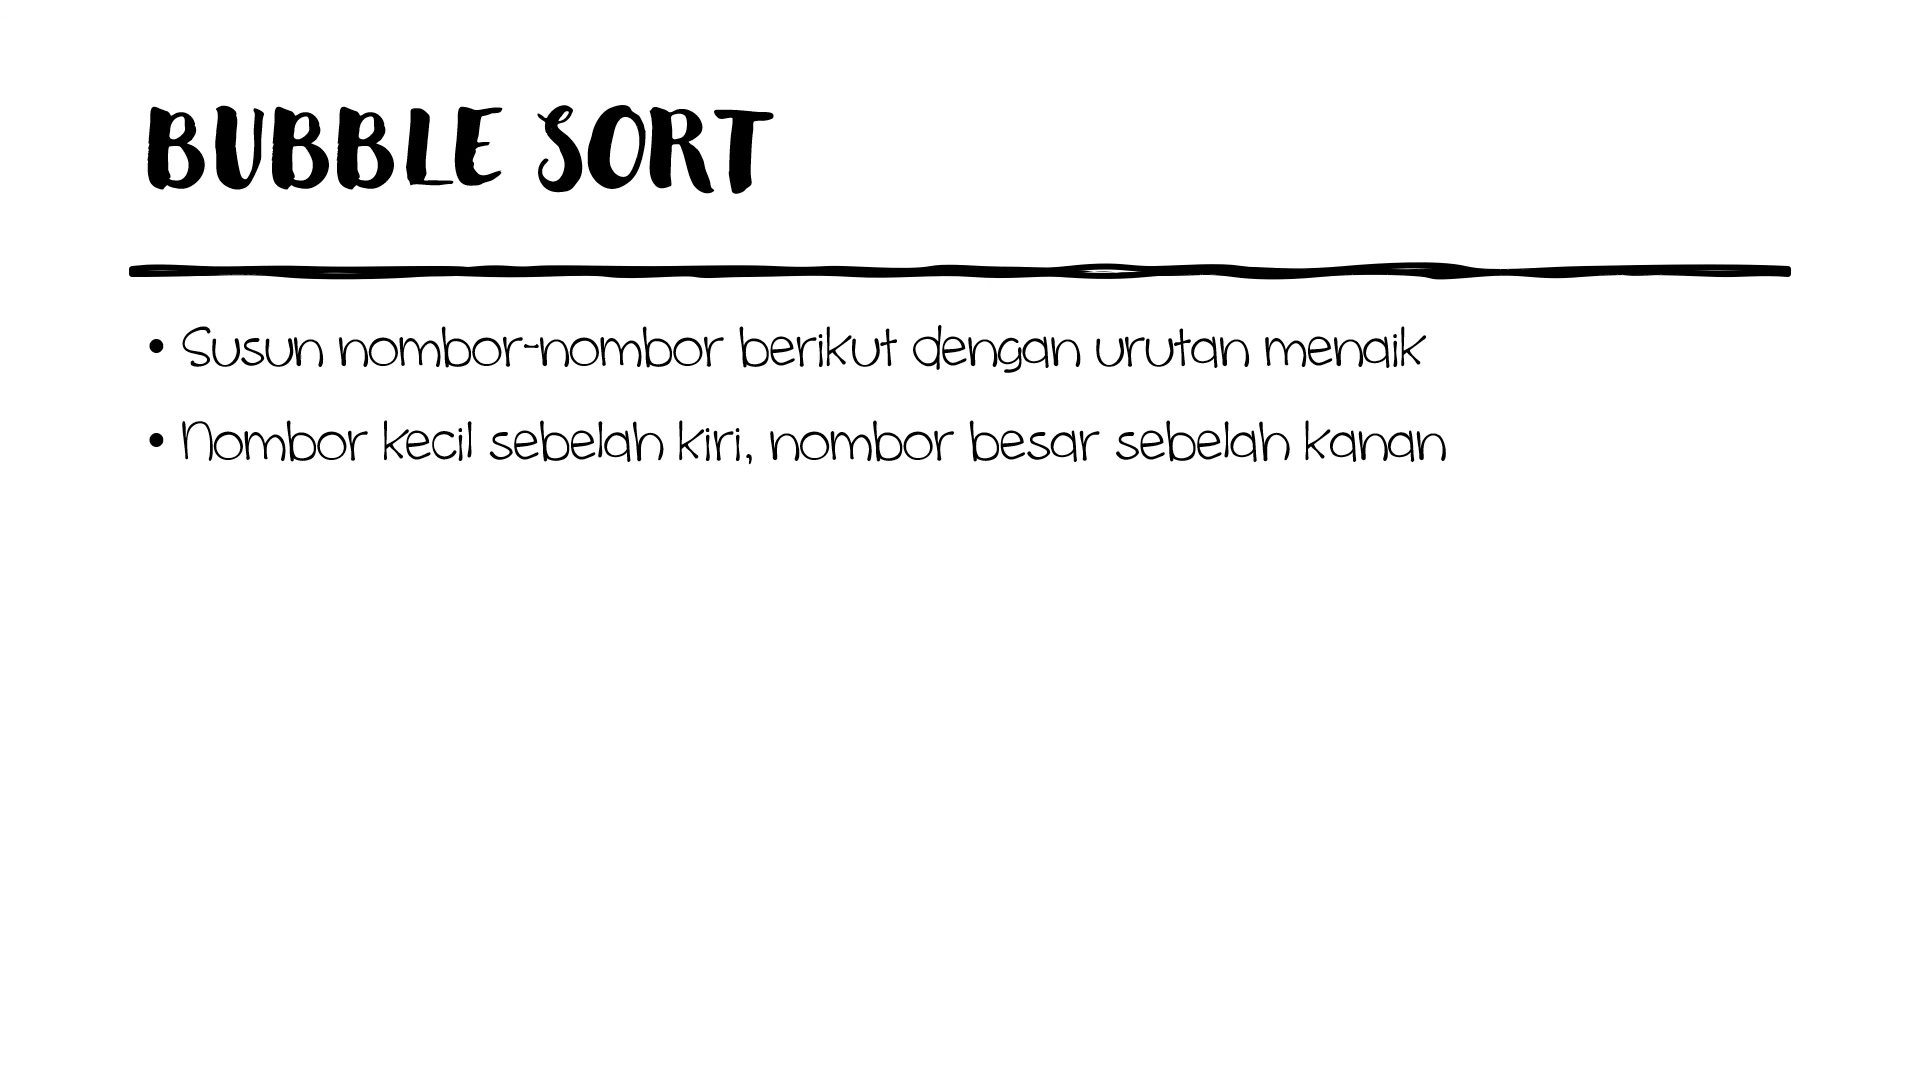 BUBBLE SORT
• Susun nombor-nombor berikut dengan urutan menaik
• Nombor kecil sebelah kiri, nombor besar sebelah kanan